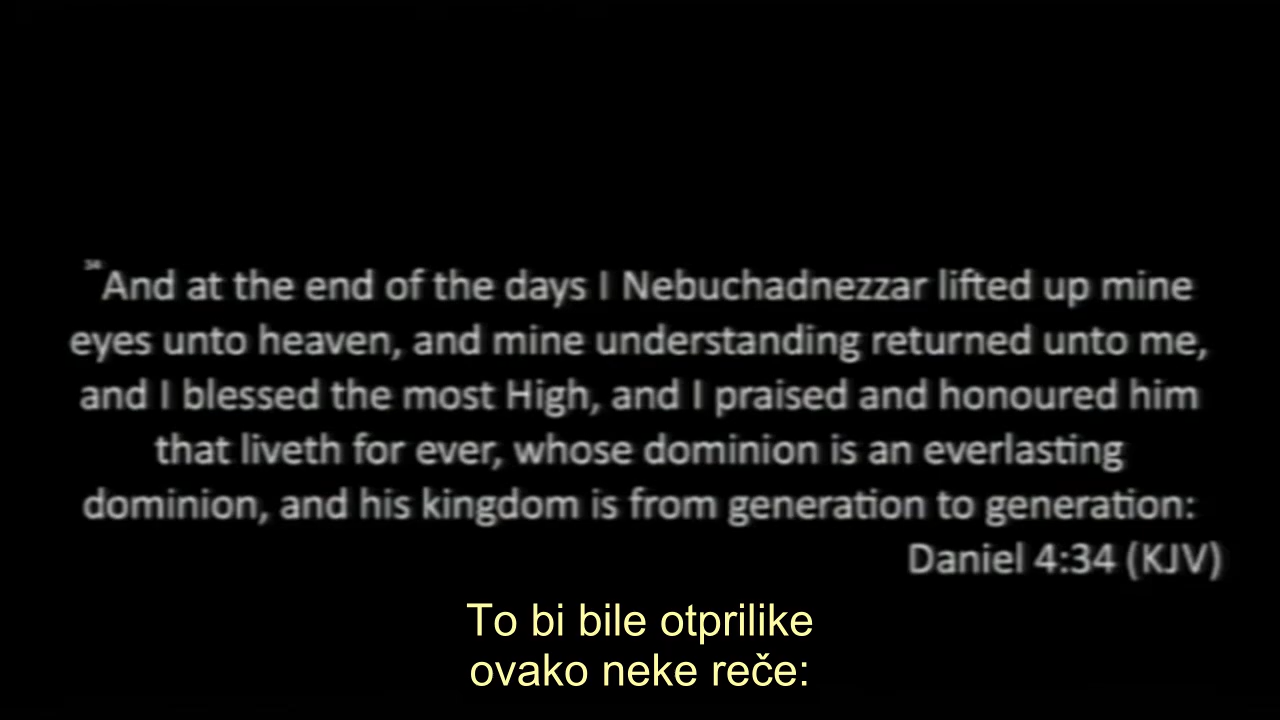 34 And at the end of the days I Nebuchadnezzar lifted up mine
eyes unto heaven, and mine understanding returned unto me,
and I blessed the most High, and I praised and honoured him
that liveth for ever, whose dominion is an everlasting
dominion, and his kingdom is from generation to generation:
Daniel 4:34 (KJV)
To bi bile otprilike
ovako neke reče: